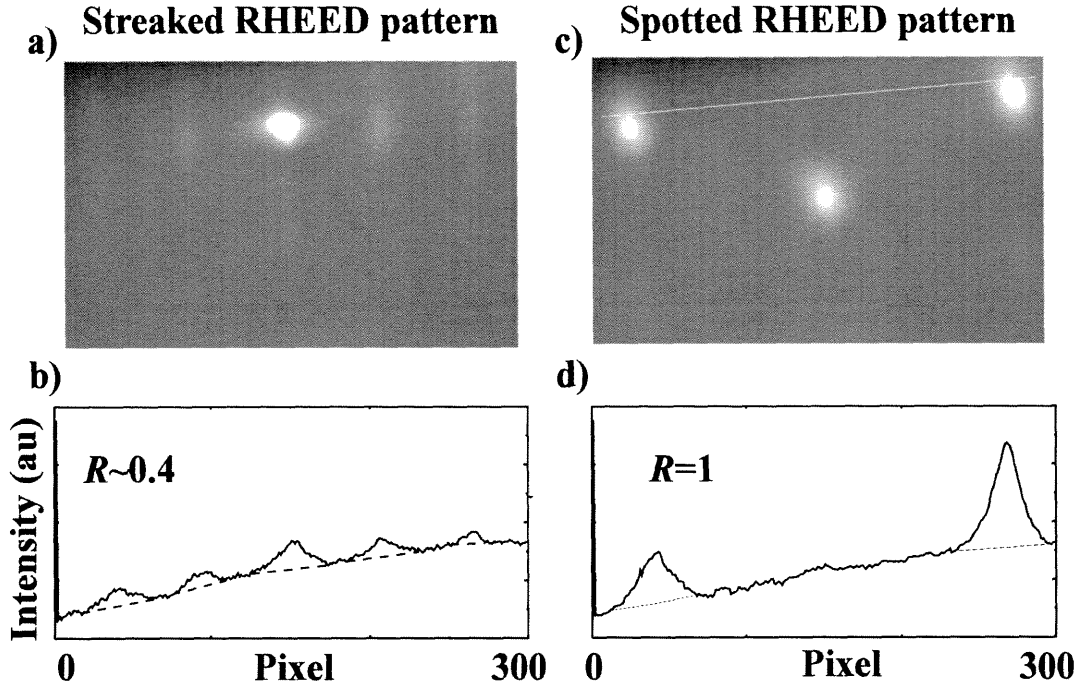 Streaked RHEED pattern
Spotted RHEED pattern
a)
c)
b)
d)
Intensity (au)
R~0.4
R=1
0
Pixel
300
0
Pixel
300